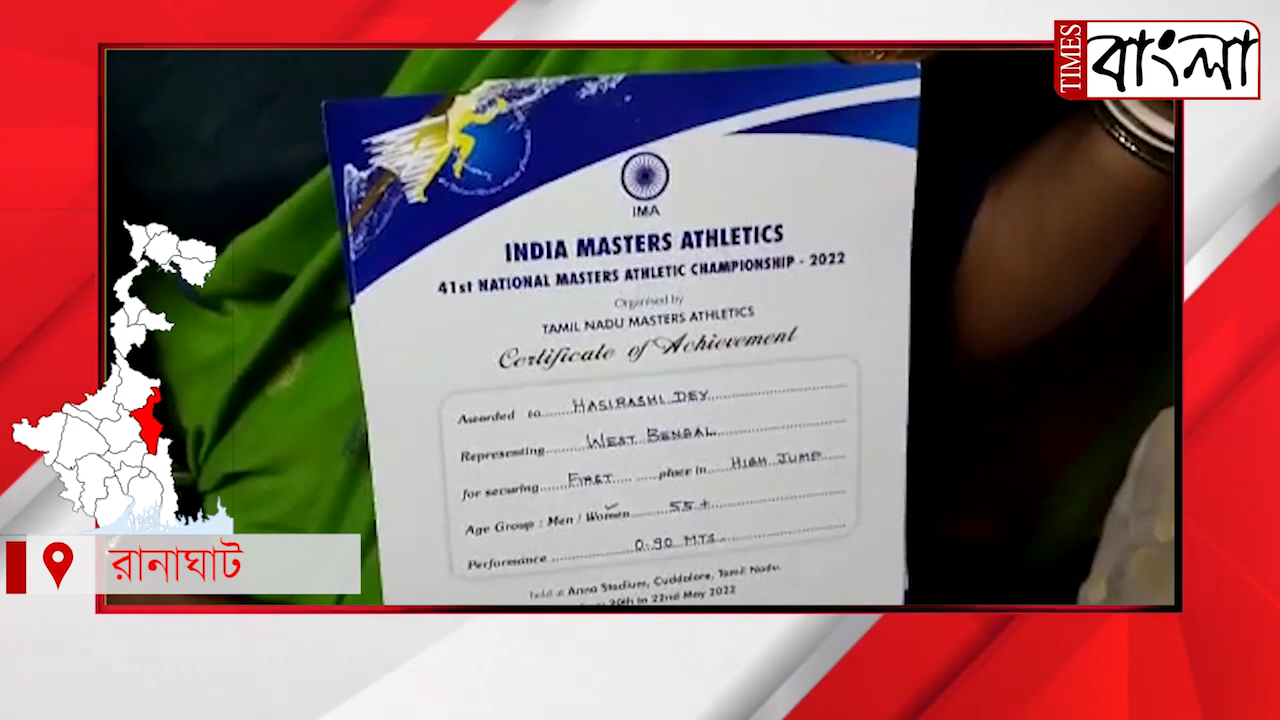 TIMES বাংলা
IMA
INDIA MASTERS ATHLETICS
41st NATIONAL MASTERS ATHLETIC CHAMPIONSHIP - 2022
Organised by
TAMIL NADU MASTERS ATHLETICS
Certificate of Achievement
Awarded to........HASIRASHI DEY
Representing..........WEST BENGAL
for securing.......FIRST..........place in.......HIGH JUMP
Age Group : Men / Women..........55+
Performance ....................0.90 MTS
held at Anna Stadium, Cuddalore, Tamil Nadu.
20th to 22nd May 2022
রানাঘাট